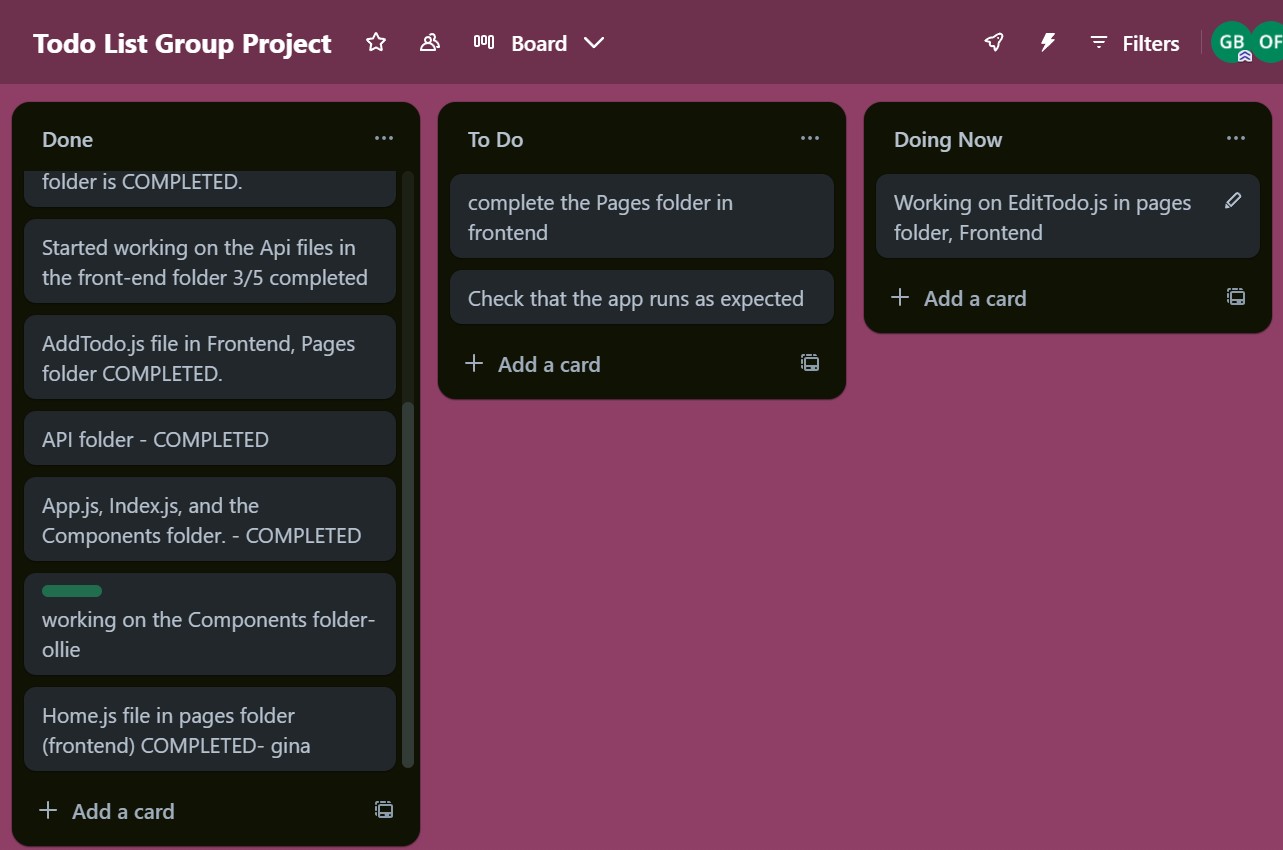 Todo List Group Project
Board
Filters
GB
OF
Done
folder is COMPLETED.
Started working on the Api files in
the front-end folder 3/5 completed
AddTodo.js file in Frontend, Pages
folder COMPLETED.
API folder - COMPLETED
App.js, Index.js, and the
Components folder. - COMPLETED
working on the Components folder-
ollie
Home.js file in pages folder
(frontend) COMPLETED- gina
Add a card
To Do
complete the Pages folder in
frontend
Check that the app runs as expected
Add a card
Doing Now
Working on EditTodo.js in pages
folder, Frontend
Add a card